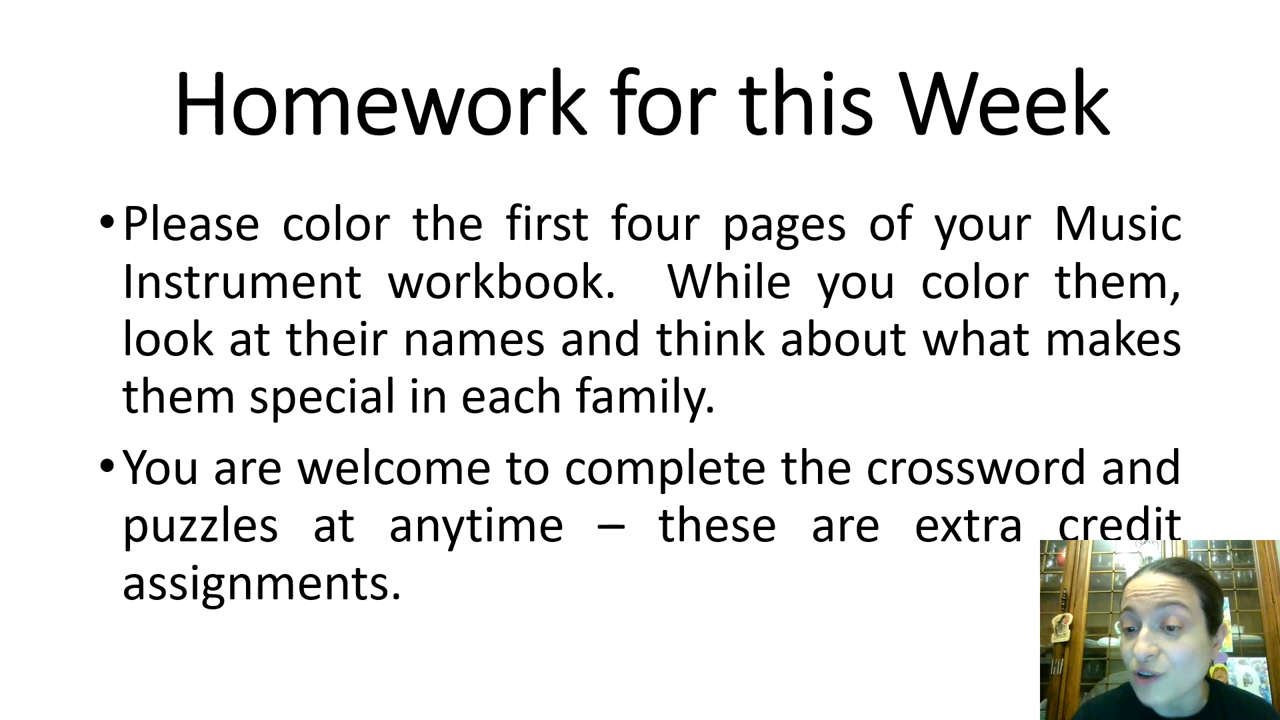 Homework for this Week
•Please color the first four pages of your Music
Instrument workbook. While you color them,
look at their names and think about what makes
them special in each family.
•You are welcome to complete the crossword and
puzzles at anytime – these are extra credit
assignments.